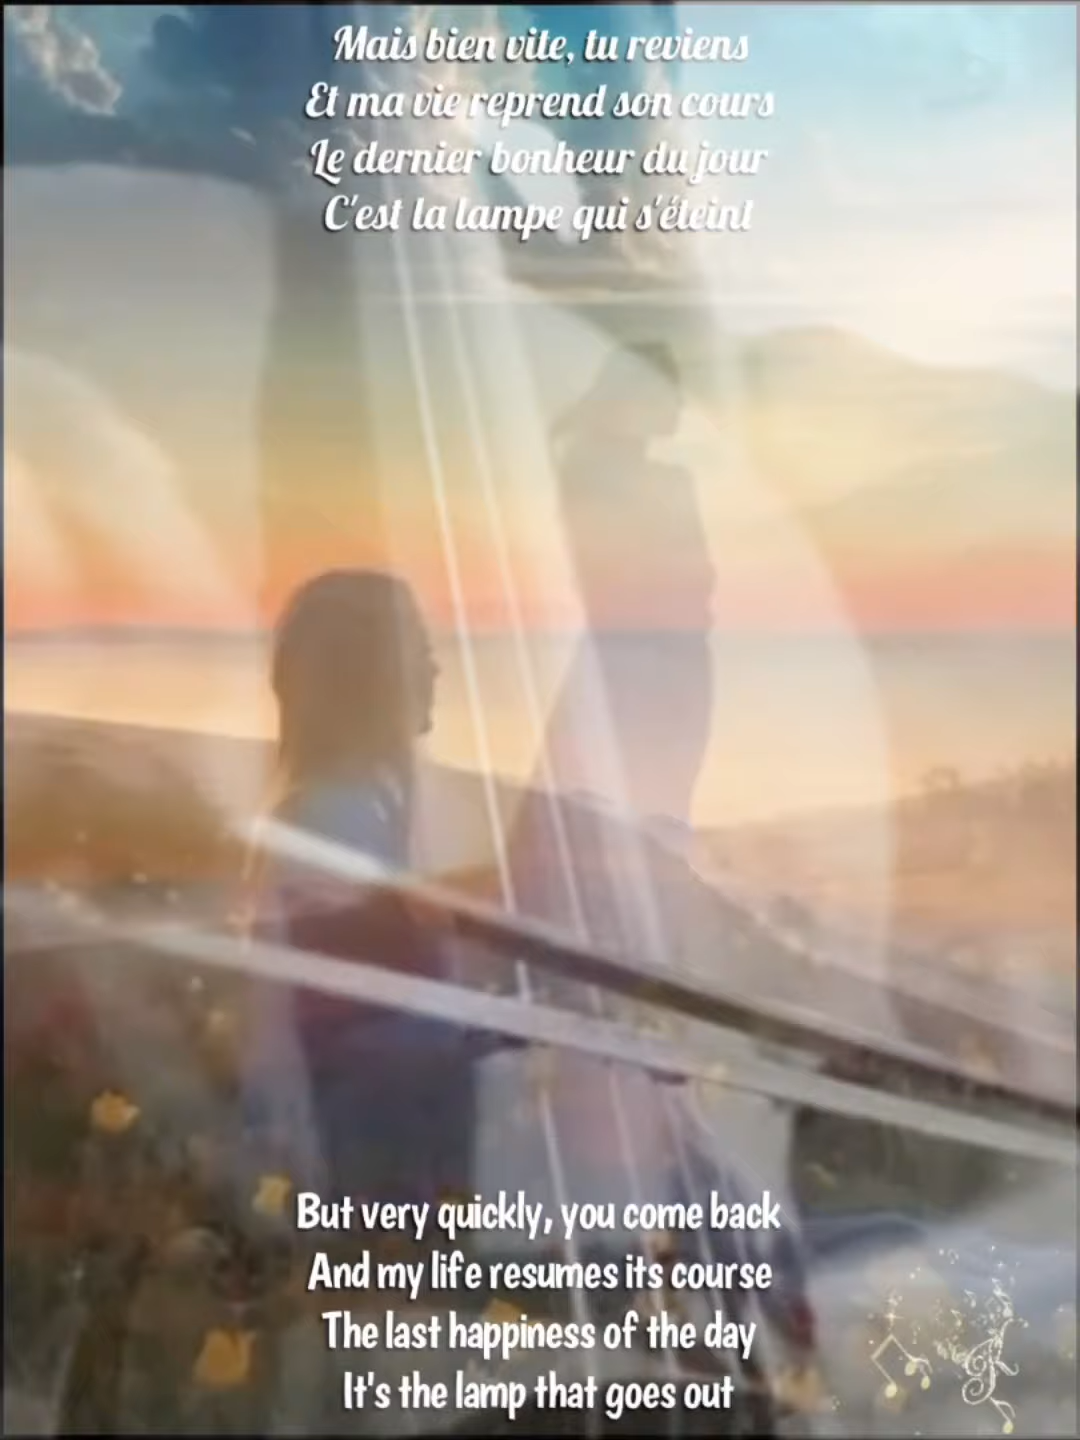 Mais bien vite, tu reviens
Et ma vie reprend son cours
Le dernier bonheur du jour
C'est la lampe qui s'éteint
But very quickly, you come back
And my life resumes its course
The last happiness of the day
It's the lamp that goes out